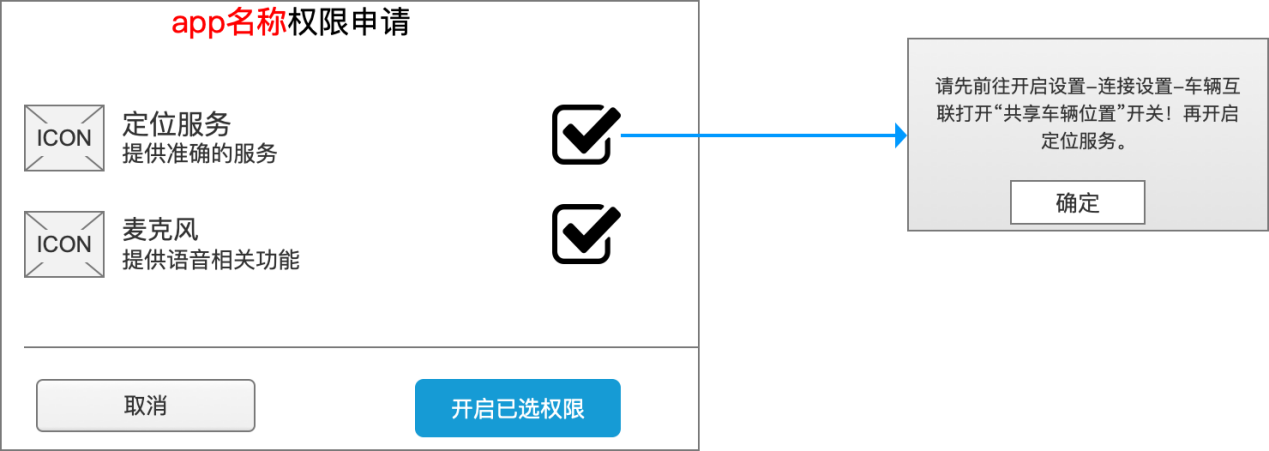 app名称权限申请
ICON
定位服务
提供准确的服务
ICON
麦克风
提供语音相关功能
取消
开启已选权限
请先前往开启设置-连接设置-车辆互
联打开“共享车辆位置”开关！再开启
定位服务。
确定